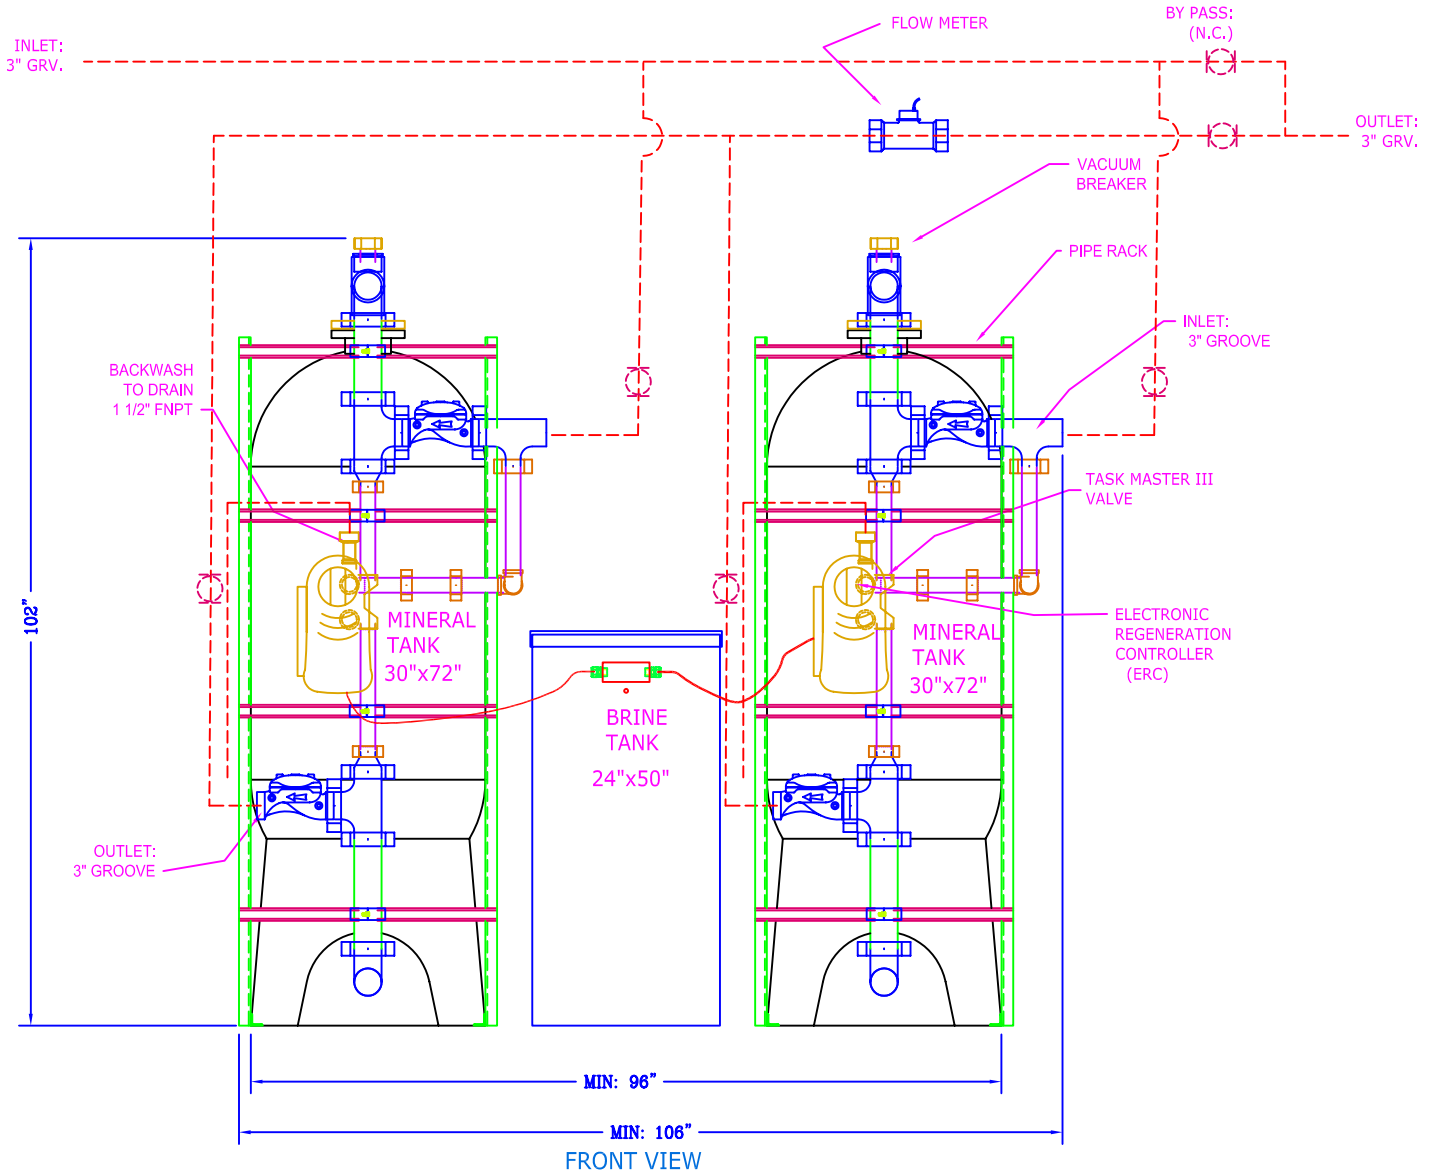 FLOW METER
BY PASS:
(N.C.)
INLET:
3" GRV.
OUTLET:
3" GRV.
VACUUM
BREAKER
PIPE RACK
INLET:
3" GROOVE
BACKWASH
TO DRAIN
1 1/2" FNPT
TASK MASTER III
VALVE
102"
MINERAL
TANK
30"x72"
MINERAL
TANK
30"x72"
ELECTRONIC
REGENERATION
CONTROLLER
(ERC)
BRINE
TANK
24"x50"
OUTLET:
3" GROOVE
MIN: 96"
MIN: 106"
FRONT VIEW